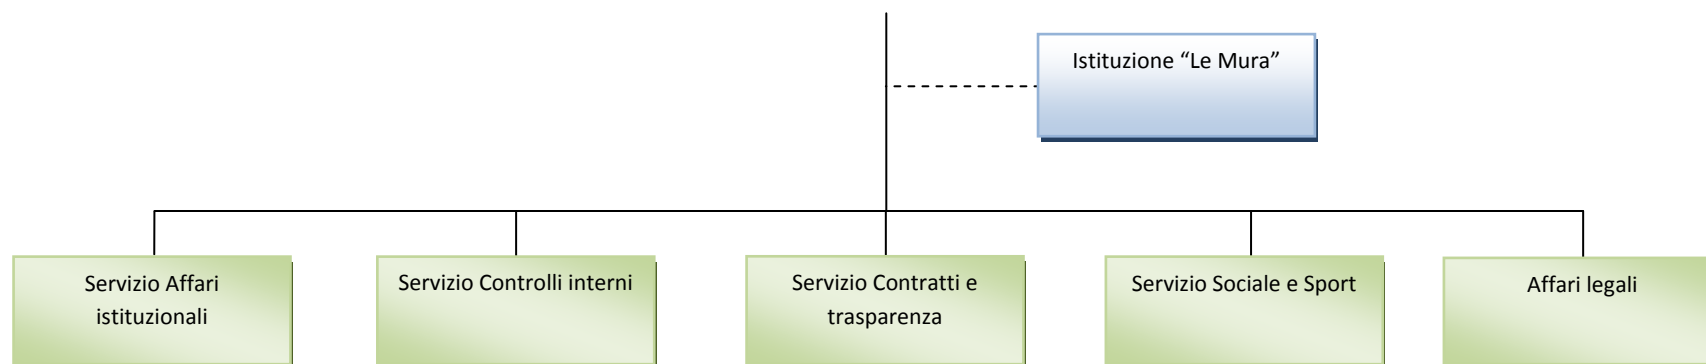 Istituzione “Le Mura”
Servizio Affari
istituzionali
Servizio Controlli interni
Servizio Contratti e
trasparenza
Servizio Sociale e Sport
Affari legali